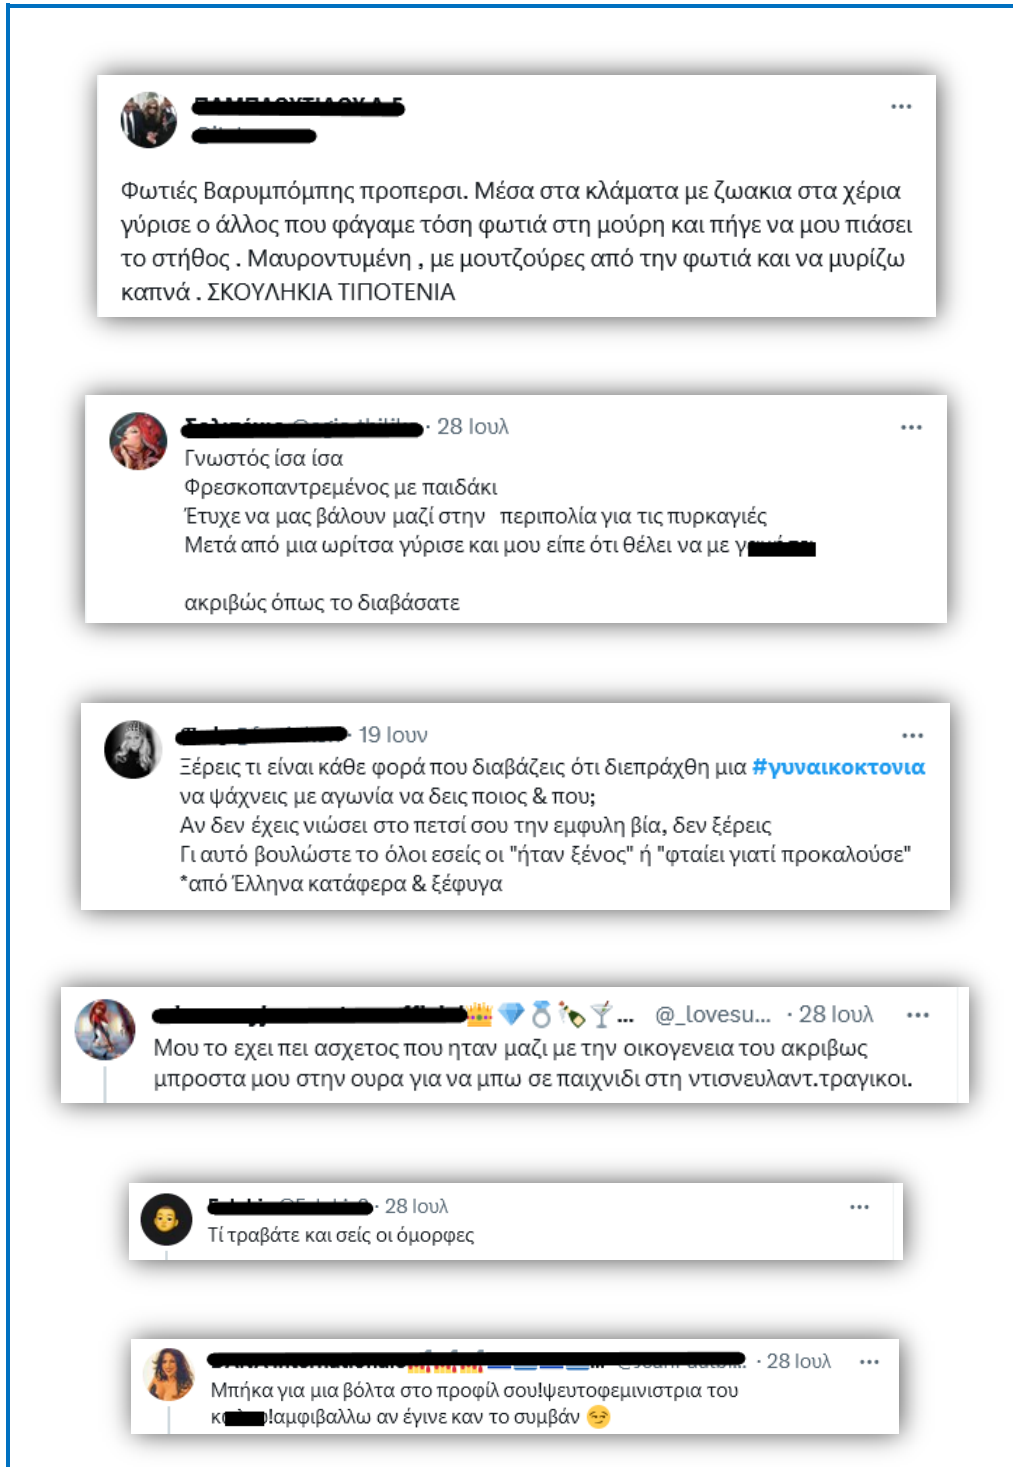 Φωτιές Βαρυμπόμπης προπερσι. Μέσα στα κλάματα με ζωακια στα χέρια
γύρισε ο άλλος που φάγαμε τόση φωτιά στη μούρη και πήγε να μου πιάσει
το στήθος . Μαυροντυμένη , με μουτζούρες από την φωτιά και να μυρίζω
καπνά . ΣΚΟΥΛΗΚΙΑ ΤΙΠΟΤΕΝΙΑ
· 28 Ιουλ
Γνωστός ίσα ίσα
Φρεσκοπαντρεμένος με παιδάκι
Έτυχε να μας βάλουν μαζί στην περιπολία για τις πυρκαγιές
Μετά από μια ωρίτσα γύρισε και μου είπε ότι θέλει να με
ακριβώς όπως το διαβάσατε
· 19 Ιουν
Ξέρεις τι είναι κάθε φορά που διαβάζεις ότι διεπράχθη μια #γυναικοκτονια
να ψάχνεις με αγωνία να δεις ποιος & που;
Αν δεν έχεις νιώσει στο πετσί σου την εμφυλη βία, δεν ξέρεις
Γι αυτό βουλώστε το όλοι εσείς οι "ήταν ξένος" ή "φταίει γιατί προκαλούσε"
*από Έλληνα κατάφερα & ξέφυγα
👑💎💍🍾🍸... @_lovesu... · 28 Ιουλ
Μου το εχει πει ασχετος που ηταν μαζι με την οικογενεια του ακριβως
μπροστα μου στην ουρα για να μπω σε παιχνιδι στη ντισνευλαντ.τραγικοι.
· 28 Ιουλ
Τί τραβάτε και σείς οι όμορφες
· 28 Ιουλ
Μπήκα για μια βόλτα στο προφίλ σου!ψευτοφεμινιστρια του
!αμφιβαλλω αν έγινε καν το συμβάν 😏